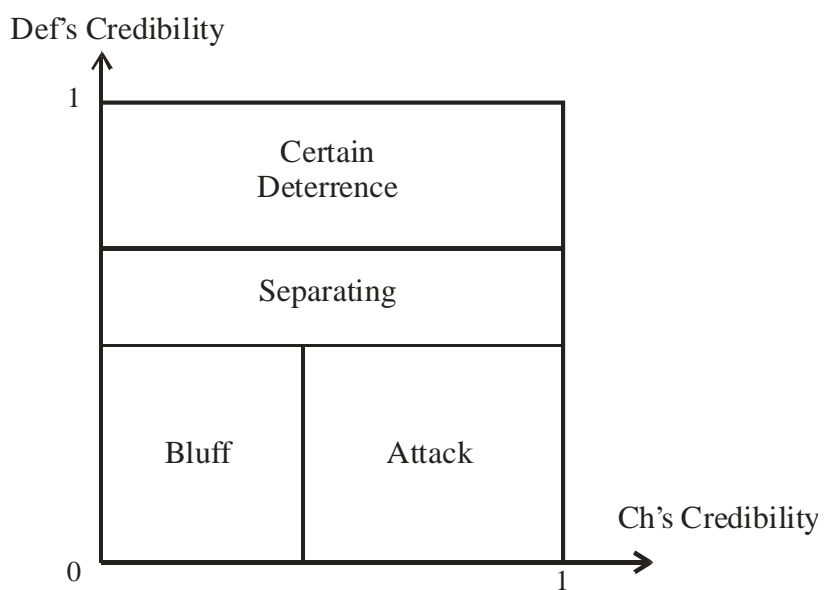 Def's Credibility
1
Certain
Deterrence
Separating
Bluff
Attack
Ch's Credibility
0
1